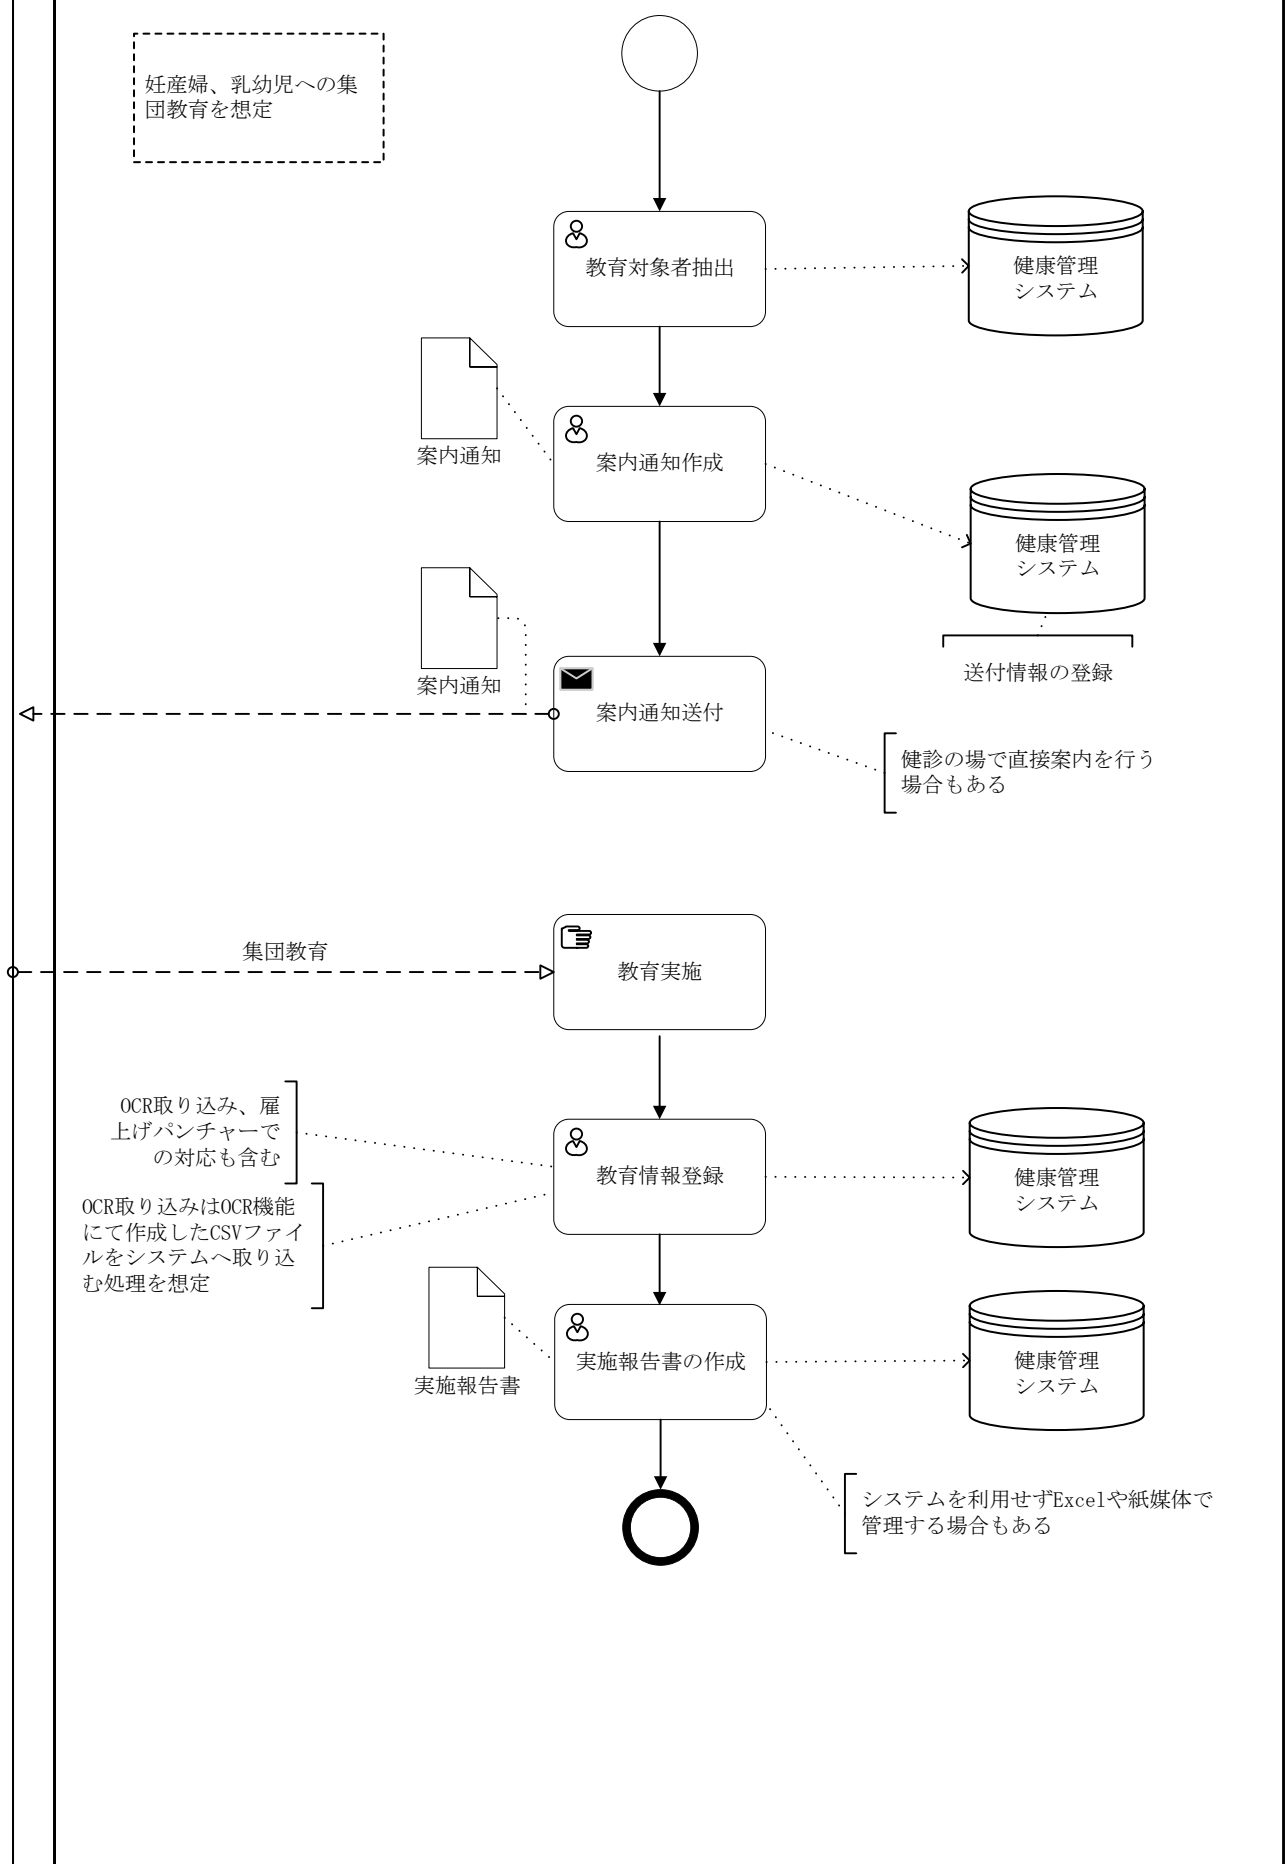 妊産婦、乳幼児への集
団教育を想定
教育対象者抽出
健康管理
システム
案内通知
案内通知作成
健康管理
システム
送付情報の登録
案内通知
案内通知送付
健診の場で直接案内を行う
場合もある
集団教育
教育実施
OCR取り込み、雇
上げパンチャーで
の対応も含む
教育情報登録
健康管理
システム
OCR取り込みはOCR機能
にて作成したCSVファイ
ルをシステムへ取り込
む処理を想定
実施報告書
実施報告書の作成
健康管理
システム
システムを利用せずExcelや紙媒体で
管理する場合もある